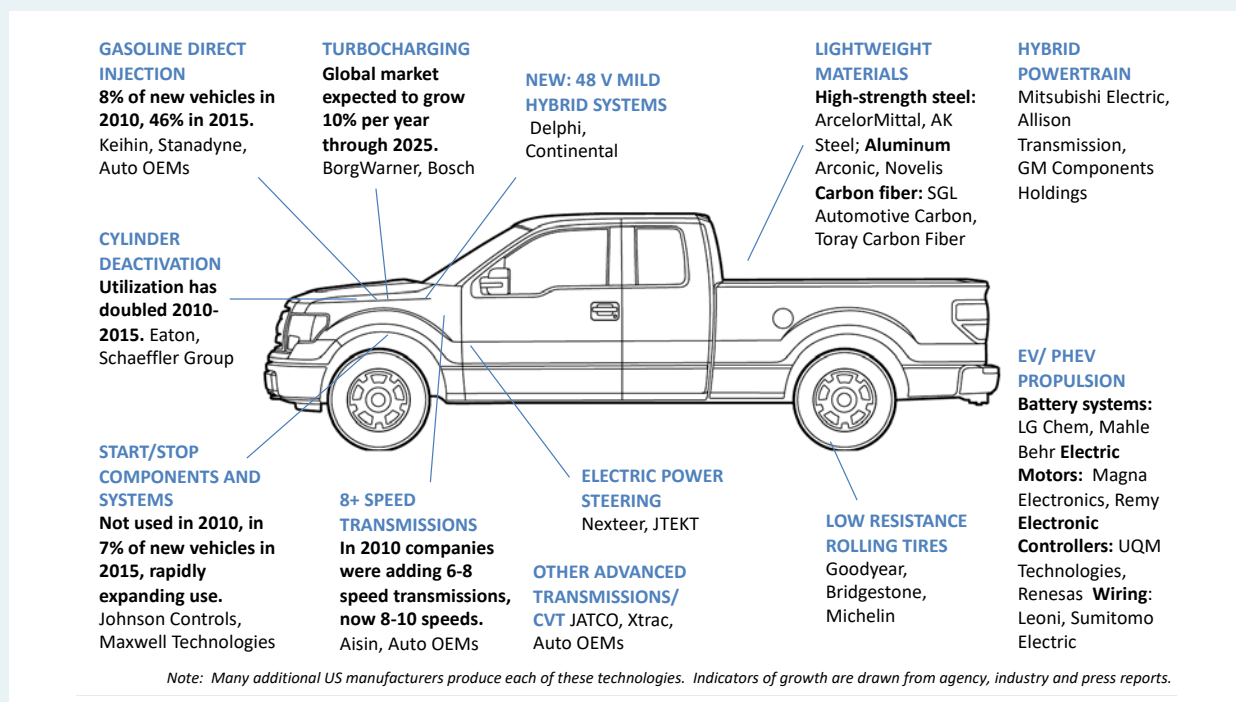 GASOLINE DIRECT
INJECTION
8% of new vehicles in
2010, 46% in 2015.
Keihin, Stanadyne,
Auto OEMs
TURBOCHARGING
Global market
expected to grow
10% per year
through 2025.
BorgWarner, Bosch
NEW: 48 V MILD
HYBRID SYSTEMS
Delphi,
Continental
LIGHTWEIGHT
MATERIALS
High-strength steel:
ArcelorMittal, AK
Steel; Aluminum
Arconic, Novelis
Carbon fiber: SGL
Automotive Carbon,
Toray Carbon Fiber
HYBRID
POWERTRAIN
Mitsubishi Electric,
Allison
Transmission,
GM Components
Holdings
CYLINDER
DEACTIVATION
Utilization has
doubled 2010-
2015. Eaton,
Schaeffler Group
START/STOP
COMPONENTS AND
SYSTEMS
Not used in 2010, in
7% of new vehicles in
2015, rapidly
expanding use.
Johnson Controls,
Maxwell Technologies
8+ SPEED
TRANSMISSIONS
In 2010 companies
were adding 6-8
speed transmissions,
now 8-10 speeds.
Aisin, Auto OEMs
ELECTRIC POWER
STEERING
Nexteer, JTEKT
OTHER ADVANCED
TRANSMISSIONS/
CVT JATCO, Xtrac,
Auto OEMs
LOW RESISTANCE
ROLLING TIRES
Goodyear,
Bridgestone,
Michelin
EV/ PHEV
PROPULSION
Battery systems:
LG Chem, Mahle
Behr Electric
Motors: Magna
Electronics, Remy
Electronic
Controllers: UQM
Technologies,
Renesas Wiring:
Leoni, Sumitomo
Electric
Note: Many additional US manufacturers produce each of these technologies. Indicators of growth are drawn from agency, industry and press reports.